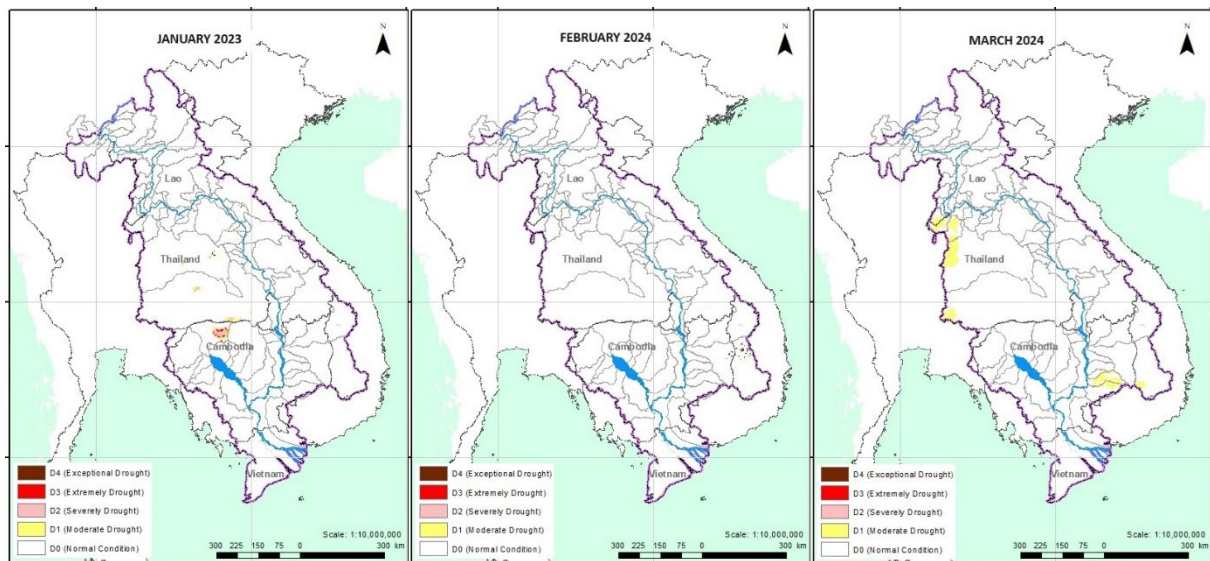 JANUARY 2023
N
Lao
Thailand
Cambodia
Vietnam
D4 (Exceptional Drought)
D3 (Extremely Drought)
D2 (Severely Drought)
D1 (Moderate Drought)
D0 (Normal Condition)
Scale: 1:10,000,000
300 225 150 75 0 300 km
FEBRUARY 2024
N
Lao
Thailand
Cambodia
Vietnam
D4 (Exceptional Drought)
D3 (Extremely Drought)
D2 (Severely Drought)
D1 (Moderate Drought)
D0 (Normal Condition)
Scale: 1:10,000,000
300 225 150 75 0 300 km
MARCH 2024
N
Lao
Thailand
Cambodia
Vietnam
D4 (Exceptional Drought)
D3 (Extremely Drought)
D2 (Severely Drought)
D1 (Moderate Drought)
D0 (Normal Condition)
Scale: 1:10,000,000
300 225 150 75 0 300 km